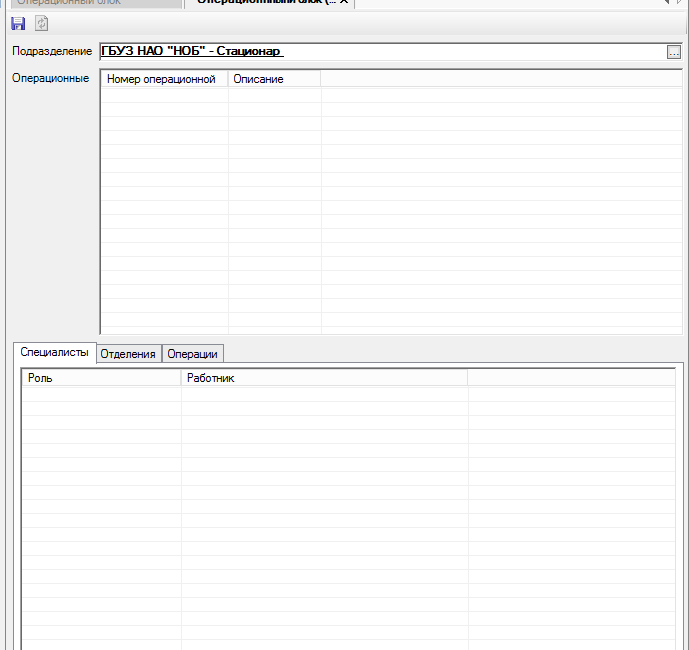 Операционный блок
Операционный блок (... X
Подразделение
ГБУЗ НАО "НОБ" - Стационар
...
Операционные
Номер операционной
Описание
Специалисты
Отделения
Операции
Роль
Работник